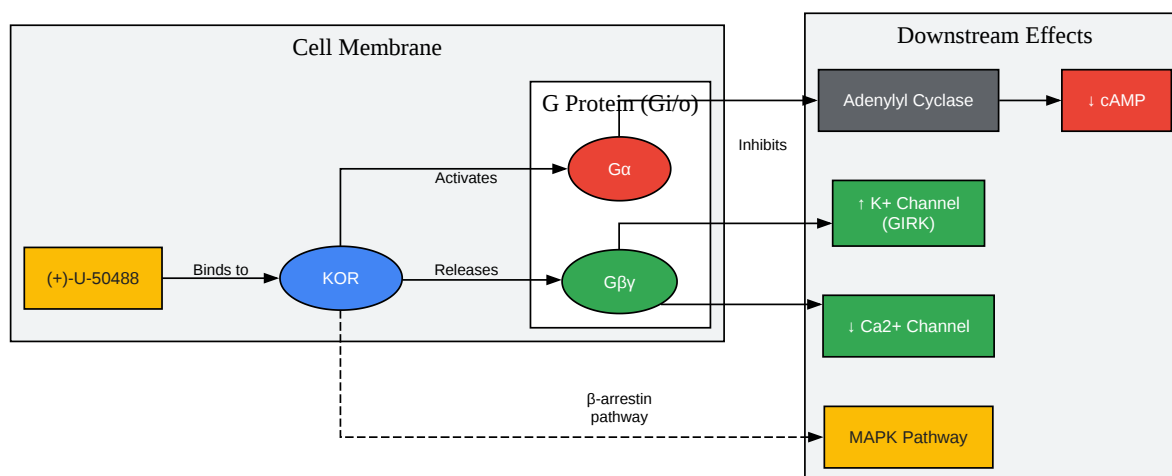 Cell Membrane
Downstream Effects
G Protein (Gi/o)
Adenylyl Cyclase
↓ cAMP
Inhibits
Gα
Activates
↑ K+ Channel
(GIRK)
(+)-U-50488
Binds to
KOR
Releases
Gβγ
↓ Ca2+ Channel
β-arrestin
pathway
MAPK Pathway